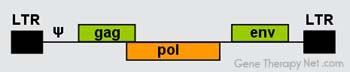 LTR LTR
Ψ gag env
pol
Gene Therapy Net.com